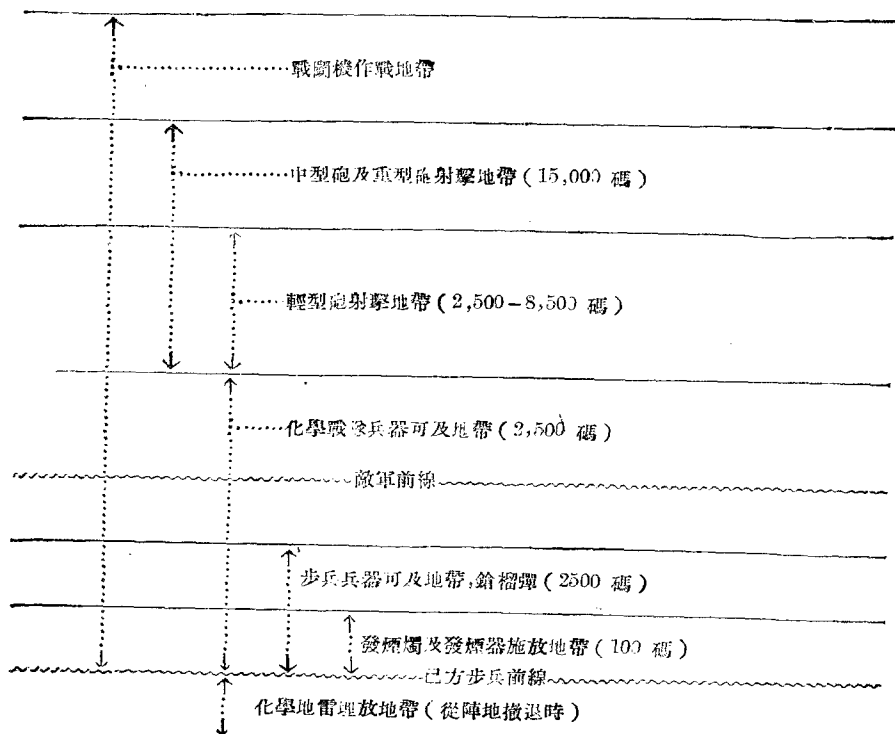 戰鬪機作戰地帶
中型砲及重型砲射擊地帶(15,000 碼)
輕型砲射擊地帶(2,500-8,500 碼)
化學戰隊兵器可及地帶(2,500 碼)
敵軍前線
步兵兵器可及地帶,鎗榴彈(2500 碼)
發煙燭及發煙器施放地帶(100 碼)
己方步兵前線
化學地雷埋放地帶(從陣地撤退時)